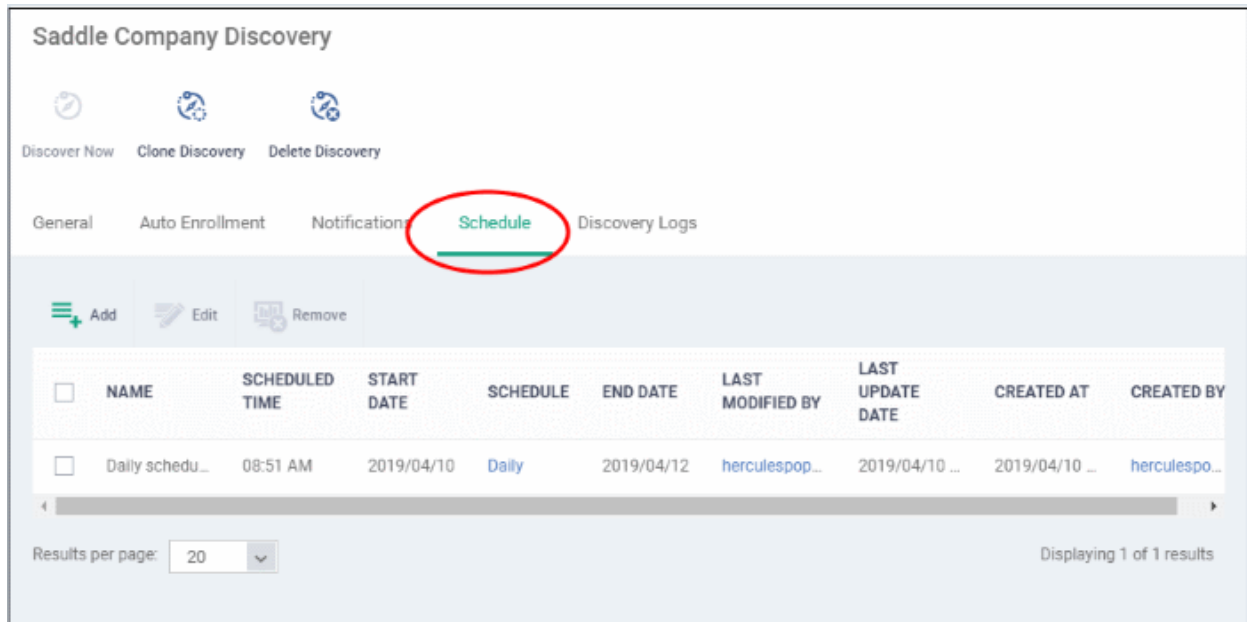 Saddle Company Discovery
Discover Now Clone Discovery Delete Discovery
General Auto Enrollment Notifications Schedule Discovery Logs
Add Edit Remove
NAME SCHEDULED TIME START DATE SCHEDULE END DATE LAST MODIFIED BY LAST UPDATE DATE CREATED AT CREATED BY
Daily schedu... 08:51 AM 2019/04/10 Daily 2019/04/12 herculespop... 2019/04/10 ... 2019/04/10 ... herculespo...
Results per page: 20 Displaying 1 of 1 results